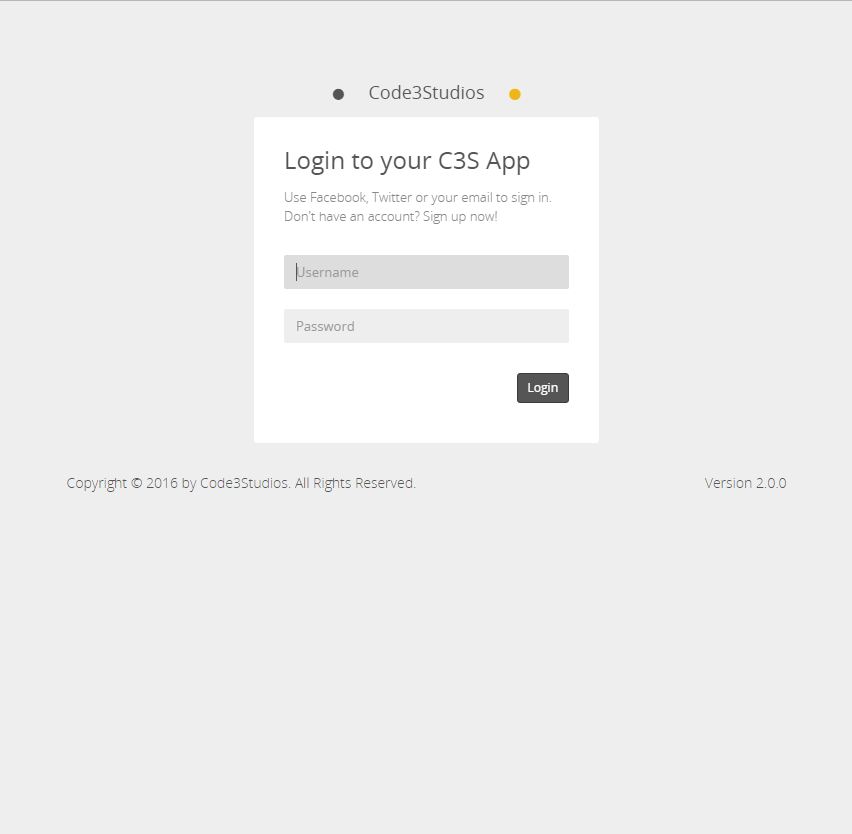 Code3Studios
Login to your C3S App
Use Facebook, Twitter or your email to sign in.
Don't have an account? Sign up now!
Username
Password
Login
Copyright © 2016 by Code3Studios. All Rights Reserved.
Version 2.0.0